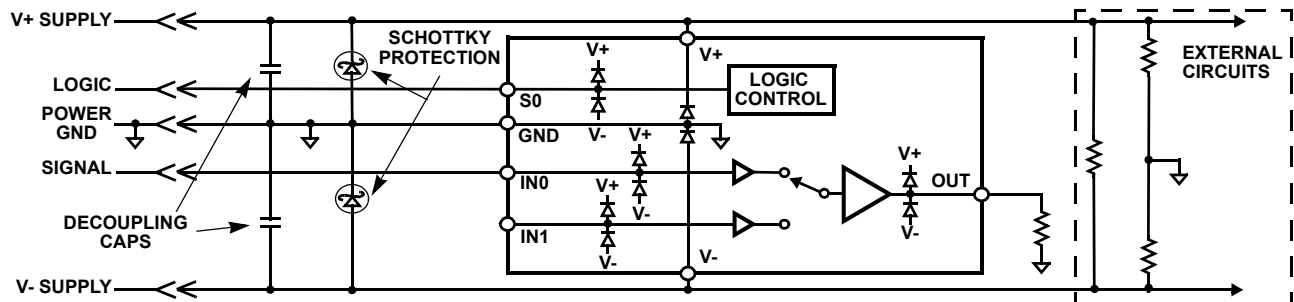 V+ SUPPLY
LOGIC
POWER
GND
SIGNAL
DECOUPLING
CAPS
V- SUPPLY
SCHOTTKY
PROTECTION
V+
V+
S0
LOGIC
CONTROL
V-
GND
V+
IN0
V+
V-
IN1
V-
V+
OUT
V-
V-
EXTERNAL
CIRCUITS